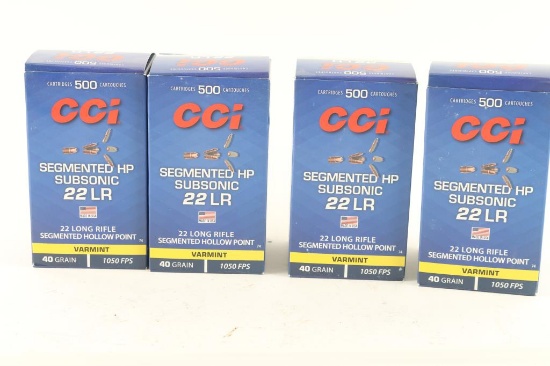 CARTRIDGES 500 CARTOUCHES
CCi
SEGMENTED HP
SUBSONIC
22 LR
22 LONG RIFLE
SEGMENTED HOLLOW POINT
VARMINT
40 GRAIN 1050 FPS
CARTRIDGES 500 CARTOUCHES
CCi
SEGMENTED HP
SUBSONIC
22 LR
22 LONG RIFLE
SEGMENTED HOLLOW POINT
VARMINT
40 GRAIN 1050 FPS
CARTRIDGES 500 CARTOUCHES
CCi
SEGMENTED HP
SUBSONIC
22 LR
22 LONG RIFLE
SEGMENTED HOLLOW POINT
VARMINT
40 GRAIN 1050 FPS
CARTRIDGES 500 CARTOUCHES
CCi
SEGMENTED HP
SUBSONIC
22 LR
22 LONG RIFLE
SEGMENTED HOLLOW POINT
VARMINT
40 GRAIN 1050 FPS